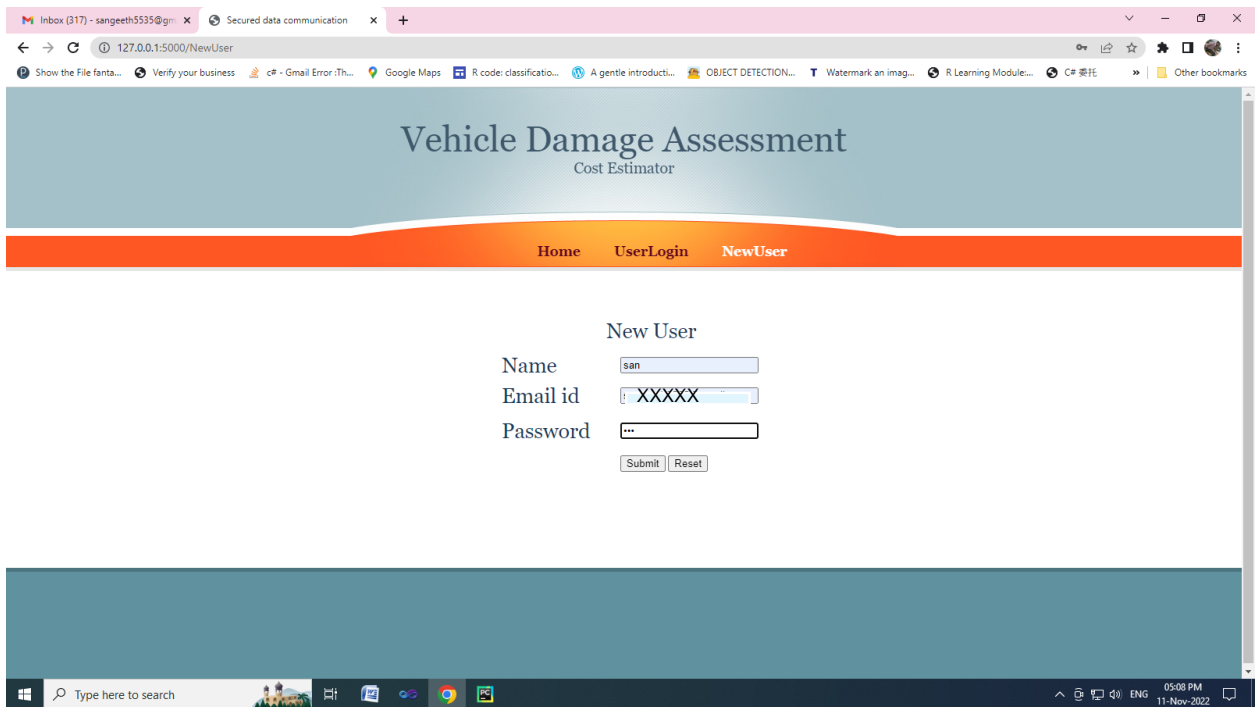 Inbox (317) - sangeeth5535@gm
Secured data communication
127.0.0.1:5000/NewUser
Show the File fanta... Verify your business c# - Gmail Error :Th... Google Maps R code: classificatio... A gentle introducti... OBJECT DETECTION... Watermark an imag... R Learning Module:... C# 委托 » Other bookmarks
Vehicle Damage Assessment
Cost Estimator
Home UserLogin NewUser
New User
Name san
Email id XXXXX
Password
Submit Reset
Type here to search
ENG 05:08 PM
11-Nov-2022